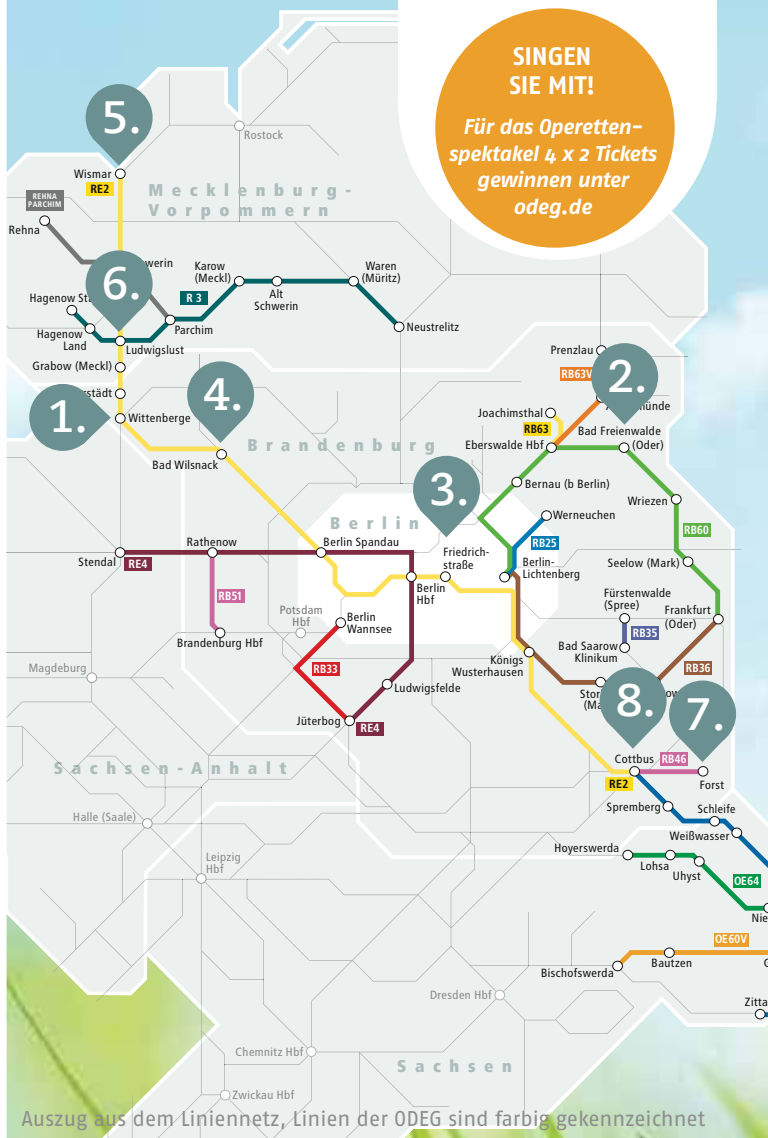 SINGEN
SIE MIT!
Für das Operetten-
spektakel 4 x 2 Tickets
gewinnen unter
odeg.de
5.
Rostock
Wismar
RE2
Mecklenburg-
Vorpommern
REHNA
PARCHIM
Rehna
6.
Karow
(Meckl)
Waren
(Müritz)
R 3
Alt
Schwerin
Hagenow
Land
Parchim
Neustrelitz
Ludwigslust
Grabow (Meckl)
Prenzlau
RB63V
2.
1.
Wittenberge
4.
Joachimsthal
RB63
Bad Freienwalde
(Oder)
Eberswalde Hbf
Brandenburg
Bad Wilsnack
3.
Bernau (b Berlin)
Wriezen
Berlin
Werneuchen
RB60
RB25
Rathenow
Berlin Spandau
Stendal
RE4
Friedrich-
straße
Berlin-
Lichtenberg
Seelow (Mark)
Berlin
Hbf
RB51
Fürstenwalde
(Spree)
Frankfurt
(Oder)
Potsdam
Hbf
Berlin
Wannsee
RB35
Brandenburg Hbf
Bad Saarow
Klinikum
Königs
Wusterhausen
RB33
RB36
Magdeburg
Ludwigsfelde
8.
7.
Jüterbog
RE4
Sachsen-Anhalt
Cottbus
RB46
RE2
Forst
Spremberg
Schleife
Halle (Saale)
Weißwasser
Hoyerswerda
Lohsa
Uhyst
Leipzig
Hbf
OE64
OE60V
Bischofswerda
Bautzen
Dresden Hbf
Chemnitz Hbf
Sachsen
Zwickau Hbf
Auszug aus dem Liniennetz, Linien der ODEG sind farbig gekennzeichnet